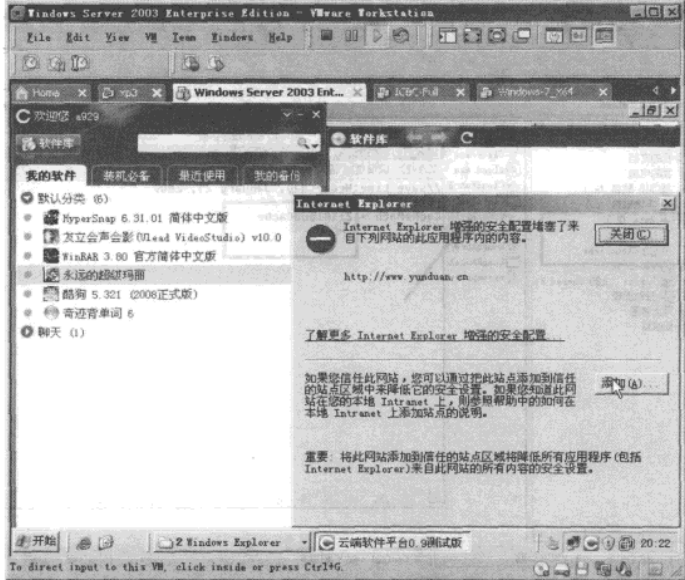 Windows Server 2003 Enterprise Edition - VMware Workstation
File Edit View VM Team Windows Help
Home
xp3
Windows Server 2003 Ent...
ICBC-Full
Windows-7_X64
欢迎您 a929
软件库
软件库
我的软件 装机必备 最近使用 我的备份
默认分类 (6)
HyperSnap 6.31.01 简体中文版
友立会声会影(Ulead VideoStudio) v10.0
WinRAR 3.80 官方简体中文版
永远的超级玛丽
酷狗 5.321 (2008正式版)
奇迹背单词 6
聊天 (1)
Internet Explorer
Internet Explorer 增强的安全配置堵塞了来
自下列网站的此应用程序内的内容。
关闭(C)
http://www.yunduan.cn
了解更多 Internet Explorer 增强的安全配置...
如果您信任此网站，您可以通过把此站点添加到信任
的站点区域中来降低它的安全设置。如果您知道此网
站在您的本地 Intranet 上，则参照帮助中的如何在
本地 Intranet 上添加站点的说明。
添加(A)...
重要: 将此网站添加到信任的站点区域将降低所有应用程序(包括
Internet Explorer)来自此网站的所有内容的安全设置。
开始
2 Windows Explorer
云端软件平台0.9测试版
20:22
To direct input to this VM, click inside or press Ctrl+G.